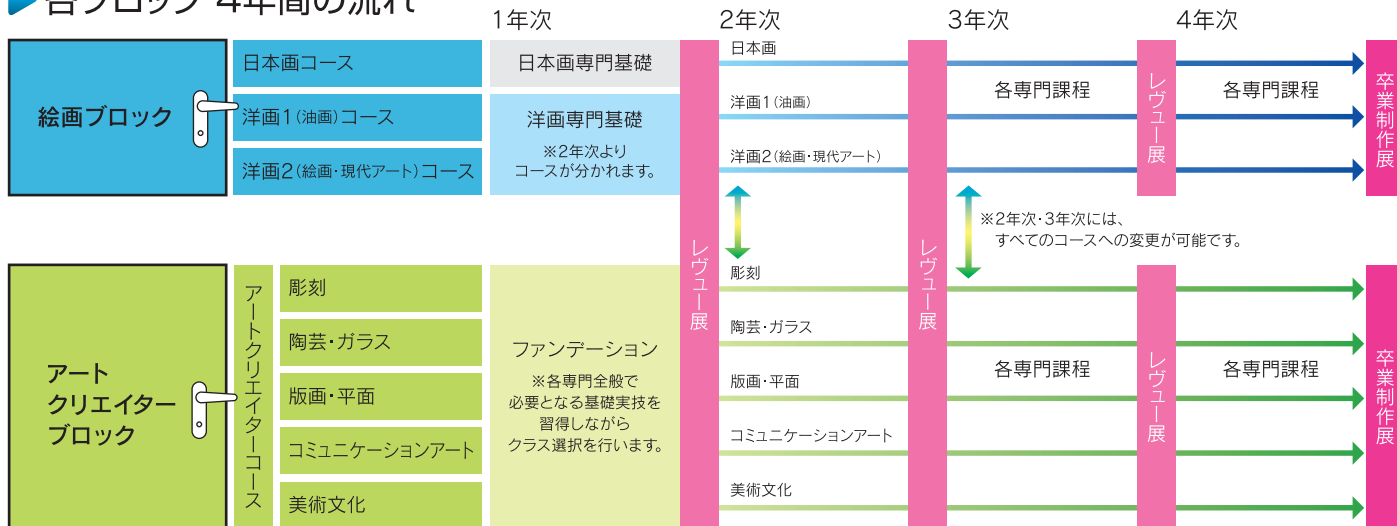 各ブロック 4年間の流れ
1年次
2年次
3年次
4年次
絵画ブロック
日本画コース
洋画1(油画)コース
洋画2(絵画・現代アート)コース
日本画専門基礎
洋画専門基礎
※2年次より
コースが分かれます。
レヴュー展
日本画
洋画1(油画)
洋画2(絵画・現代アート)
レヴュー展
各専門課程
レヴュー展
各専門課程
卒業制作展
※2年次・3年次には、
すべてのコースへの変更が可能です。
アート
クリエイター
ブロック
アートクリエイターコース
彫刻
陶芸・ガラス
版画・平面
コミュニケーションアート
美術文化
ファンデーション
※各専門全般で
必要となる基礎実技を
習得しながら
クラス選択を行います。
彫刻
陶芸・ガラス
版画・平面
コミュニケーションアート
美術文化
各専門課程
レヴュー展
各専門課程
卒業制作展